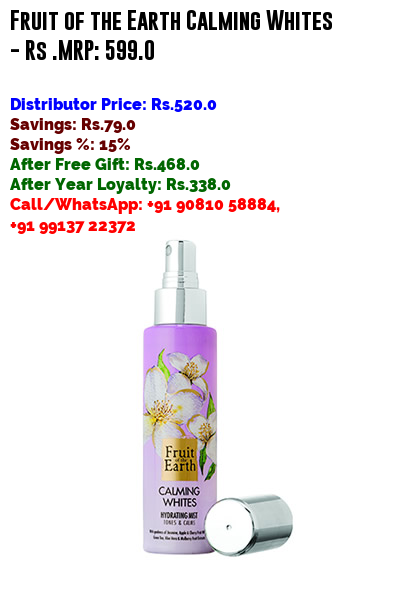 Fruit of the Earth Calming Whites
– Rs .MRP: 599.0
Distributor Price: Rs.520.0
Savings: Rs.79.0
Savings %: 15%
After Free Gift: Rs.468.0
After Year Loyalty: Rs.338.0
Call/WhatsApp: +91 90810 58884,
+91 99137 22372
Fruit
of the
Earth
CALMING
WHITES
HYDRATING MIST
TONES & CALMS